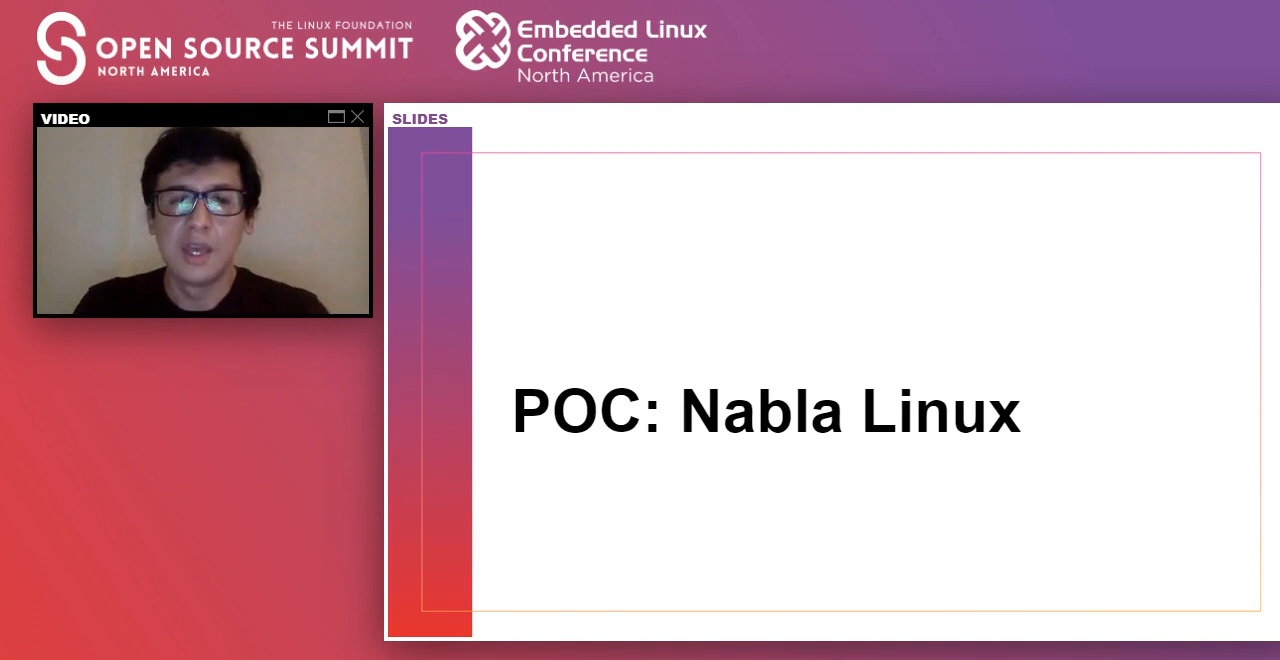 THE LINUX FOUNDATION
OPEN SOURCE SUMMIT
NORTH AMERICA
Embedded Linux
Conference
North America
VIDEO
SLIDES
POC: Nabla Linux